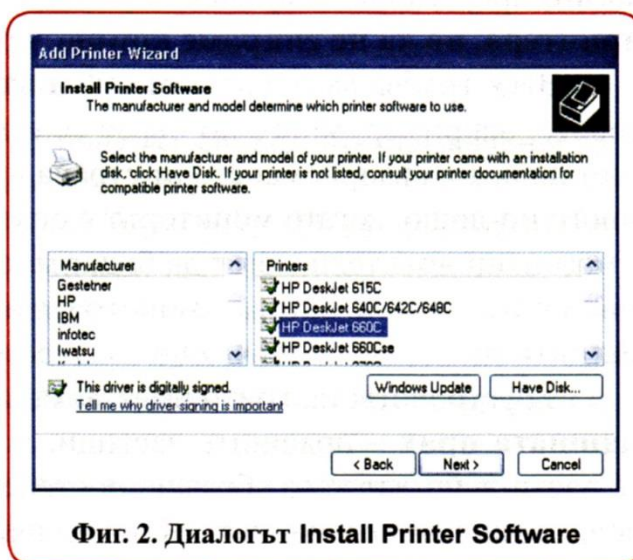 Add Printer Wizard
Install Printer Software
The manufacturer and model determine which printer software to use.
Select the manufacturer and model of your printer. If your printer came with an installation
disk, click Have Disk. If your printer is not listed, consult your printer documentation for
compatible printer software.
Manufacturer
Gestetner
HP
IBM
infotec
Iwatsu
Printers
HP DeskJet 615C
HP DeskJet 640C/642C/648C
HP DeskJet 660C
HP DeskJet 660Cse
This driver is digitally signed.
Tell me why driver signing is important
Windows Update
Have Disk...
< Back
Next >
Cancel
Фиг. 2. Диалогът Install Printer Software